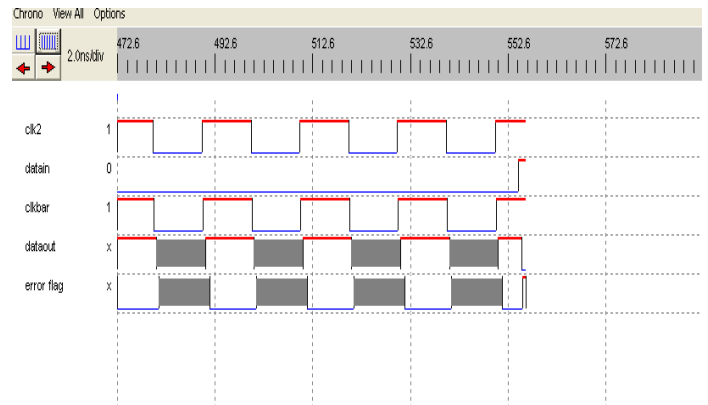 Chrono View All Options
2.0ns/div 472.6 492.6 512.6 532.6 552.6 572.6
clk2 1
datain 0
clkbar 1
dataout x
error flag x